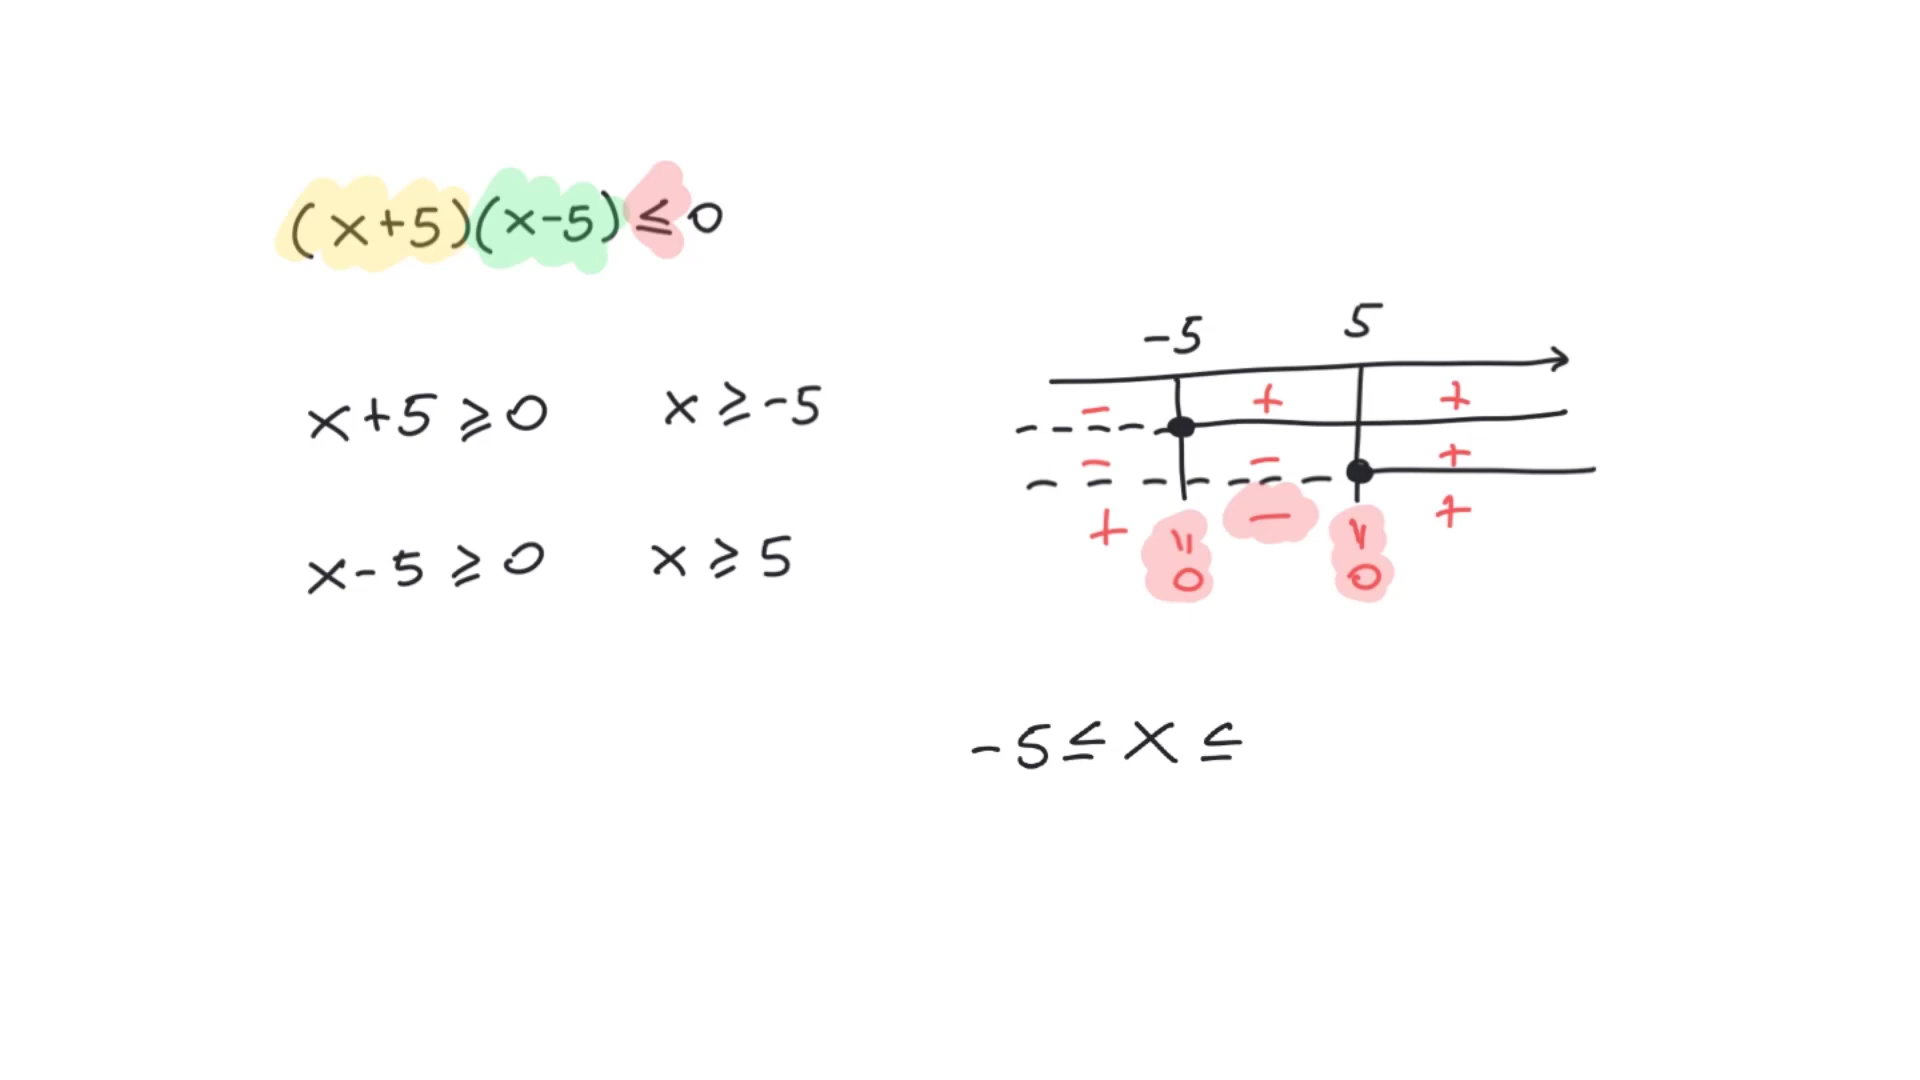 (x+5)(x-5) ≤ 0
x+5 ⩾ 0 x ⩾ -5
x-5 ⩾ 0 x ⩾ 5
-5 5
- + +
- - +
+ - +
0 0
-5 ≤ x ≤